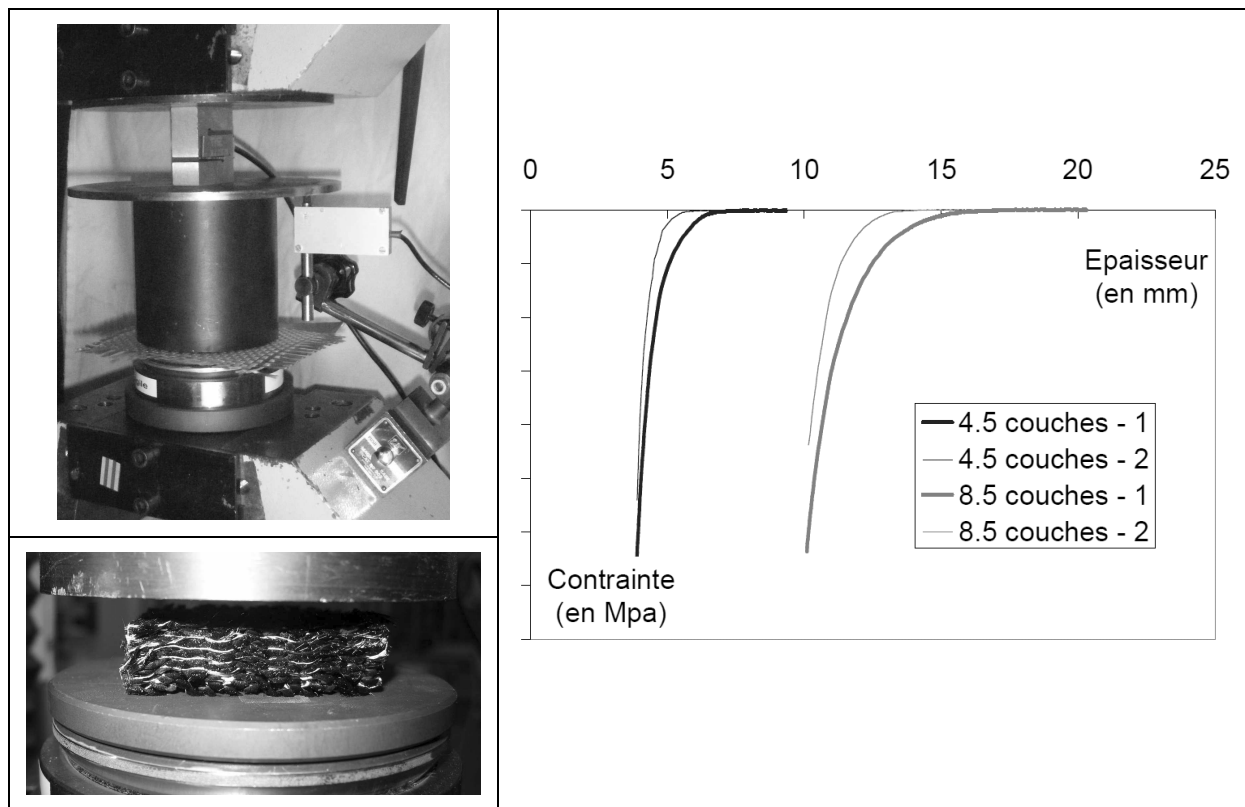 0 5 10 15 20 25
Epaisseur
(en mm)
4.5 couches - 1
4.5 couches - 2
8.5 couches - 1
8.5 couches - 2
Contrainte
(en Mpa)